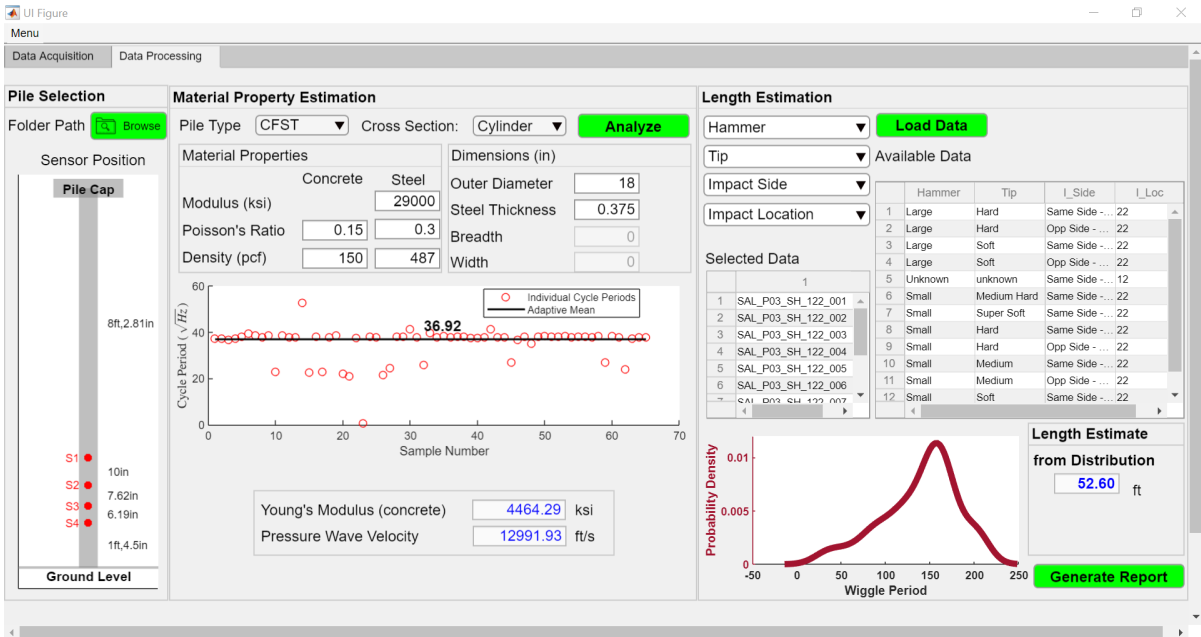 UI Figure
Menu
Data Acquisition Data Processing
Pile Selection
Folder Path Browse
Sensor Position
Pile Cap
8ft,2.81in
S1
10in
S2
7.62in
S3
6.19in
S4
1ft,4.5in
Ground Level
Material Property Estimation
Pile Type CFST Cross Section: Cylinder Analyze
Material Properties
Concrete Steel
Modulus (ksi) 29000
Poisson's Ratio 0.15 0.3
Density (pcf) 150 487
Dimensions (in)
Outer Diameter 18
Steel Thickness 0.375
Breadth 0
Width 0
Cycle Period (√Hz)
60
40
20
0
Individual Cycle Periods
Adaptive Mean
36.92
0 10 20 30 40 50 60 70
Sample Number
Young's Modulus (concrete) 4464.29 ksi
Pressure Wave Velocity 12991.93 ft/s
Length Estimation
Hammer
Tip
Impact Side
Impact Location
Load Data
Available Data
Hammer Tip I_Side I_Loc
1 Large Hard Same Side -... 22
2 Large Hard Opp Side - ... 22
3 Large Soft Same Side -... 22
4 Large Soft Opp Side - ... 22
5 Unknown unknown Same Side -... 12
6 Small Medium Hard Same Side -... 22
7 Small Super Soft Same Side -... 22
8 Small Hard Same Side -... 22
9 Small Hard Opp Side - ... 22
10 Small Medium Same Side -... 22
11 Small Medium Opp Side - ... 22
12 Small Soft Same Side -... 22
Selected Data
1
1 SAL_P03_SH_122_001
2 SAL_P03_SH_122_002
3 SAL_P03_SH_122_003
4 SAL_P03_SH_122_004
5 SAL_P03_SH_122_005
6 SAL_P03_SH_122_006
7 SAL_P03_SH_122_007
Probability Density
0.01
0.005
0
-50 0 50 100 150 200 250
Wiggle Period
Length Estimate
from Distribution
52.60 ft
Generate Report